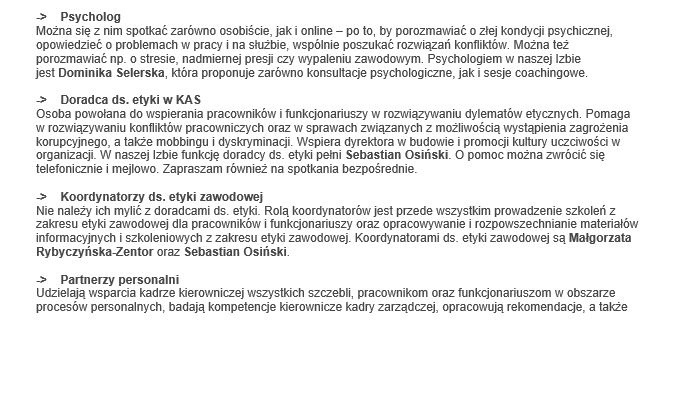 -> Psycholog
Można się z nim spotkać zarówno osobiście, jak i online – po to, by porozmawiać o złej kondycji psychicznej,
opowiedzieć o problemach w pracy i na służbie, wspólnie poszukać rozwiązań konfliktów. Można też
porozmawiać np. o stresie, nadmiernej presji czy wypaleniu zawodowym. Psychologiem w naszej Izbie
jest Dominika Selerska, która proponuje zarówno konsultacje psychologiczne, jak i sesje coachingowe.
-> Doradca ds. etyki w KAS
Osoba powołana do wspierania pracowników i funkcjonariuszy w rozwiązywaniu dylematów etycznych. Pomaga
w rozwiązywaniu konfliktów pracowniczych oraz w sprawach związanych z możliwością wystąpienia zagrożenia
korupcyjnego, a także mobbingu i dyskryminacji. Wspiera dyrektora w budowie i promocji kultury uczciwości w
organizacji. W naszej Izbie funkcję doradcy ds. etyki pełni Sebastian Osiński. O pomoc można zwrócić się
telefonicznie i mejlowo. Zapraszam również na spotkania bezpośrednie.
-> Koordynatorzy ds. etyki zawodowej
Nie należy ich mylić z doradcami ds. etyki. Rolą koordynatorów jest przede wszystkim prowadzenie szkoleń z
zakresu etyki zawodowej dla pracowników i funkcjonariuszy oraz opracowywanie i rozpowszechnianie materiałów
informacyjnych i szkoleniowych z zakresu etyki zawodowej. Koordynatorami ds. etyki zawodowej są Małgorzata
Rybyczyńska-Zentor oraz Sebastian Osiński.
-> Partnerzy personalni
Udzielają wsparcia kadrze kierowniczej wszystkich szczebli, pracownikom oraz funkcjonariuszom w obszarze
procesów personalnych, badają kompetencje kierownicze kadry zarządczej, opracowują rekomendacje, a także